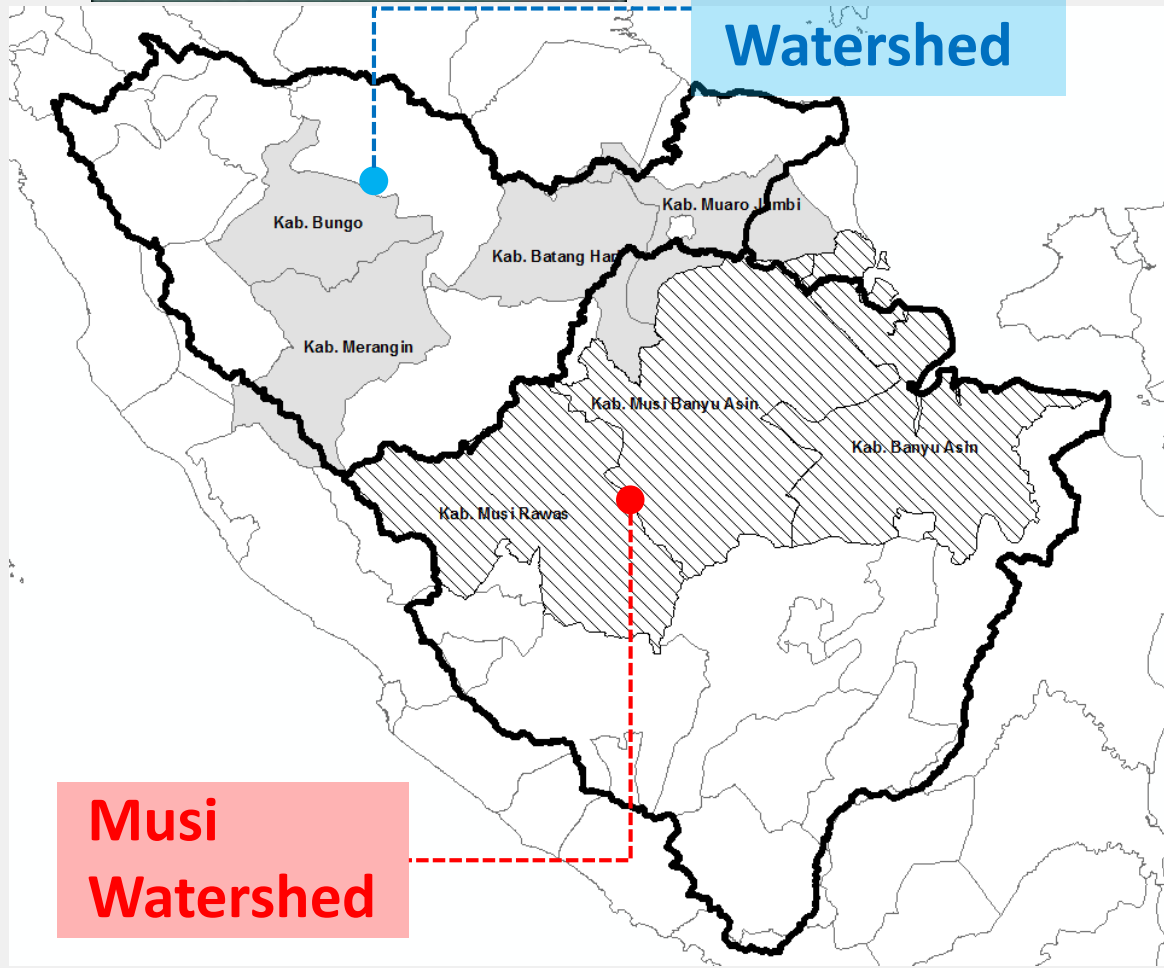 Watershed
Kab. Muaro Jambi
Kab. Bungo
Kab. Batang Hari
Kab. Merangin
Kab. Musi Banyu Asin
Kab. Banyu Asin
Kab. Musi Rawas
Musi
Watershed